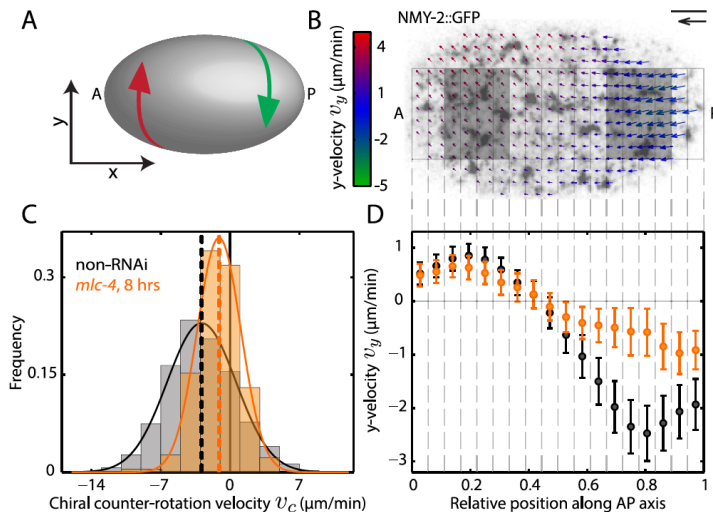 A
A
P
y
x
B
NMY-2::GFP
y-velocity v_y (μm/min)
5
2
-2
-5
A
P
C
non-RNAi
mlc-4, 8 hrs
Frequency
0.3
0.15
0
−14
−7
0
7
Chiral counter-rotation velocity v_c (μm/min)
D
y-velocity v_y (μm/min)
1
0
−1
−2
−3
0
0.2
0.4
0.6
0.8
1
Relative position along AP axis